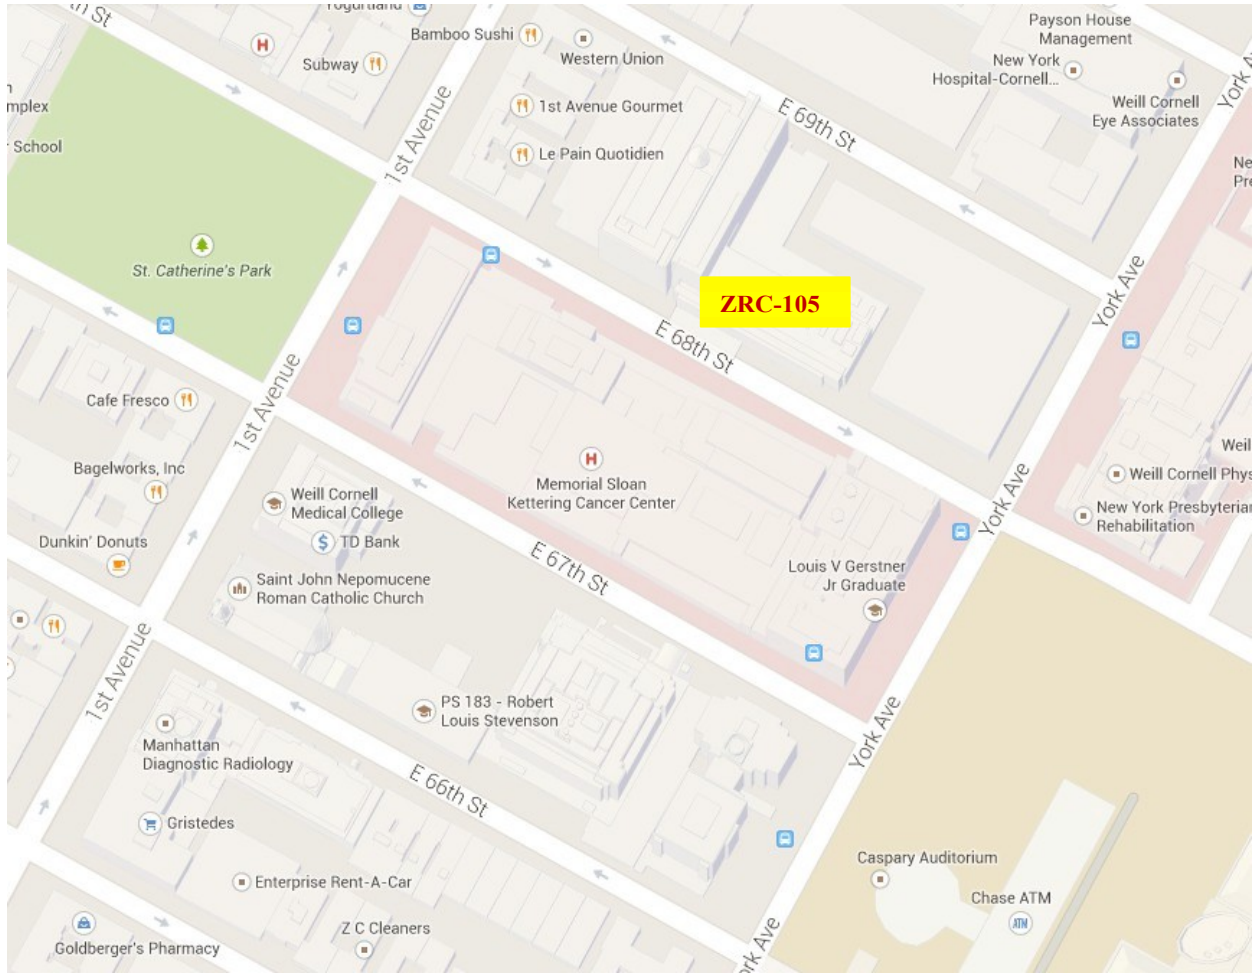 Yogurtland
Bamboo Sushi
Subway
H
Western Union
1st Avenue Gourmet
Le Pain Quotidien
1st Avenue
E 69th St
Payson House
Management
New York
Hospital-Cornell...
Weill Cornell
Eye Associates
York Av
mplex
School
St. Catherine's Park
ZRC-105
E 68th St
York Ave
Ne
Pre
Cafe Fresco
1st Avenue
Bagelworks, Inc
Weill Cornell
Medical College
TD Bank
Dunkin' Donuts
Saint John Nepomucene
Roman Catholic Church
H
Memorial Sloan
Kettering Cancer Center
E 67th St
Louis V Gerstner
Jr Graduate
York Ave
Weil
Weill Cornell Phys
New York Presbyterian
Rehabilitation
1st Avenue
PS 183 - Robert
Louis Stevenson
Manhattan
Diagnostic Radiology
E 66th St
York Ave
Gristedes
Enterprise Rent-A-Car
Z C Cleaners
Goldberger's Pharmacy
Caspary Auditorium
Chase ATM
ATM
rk Ave